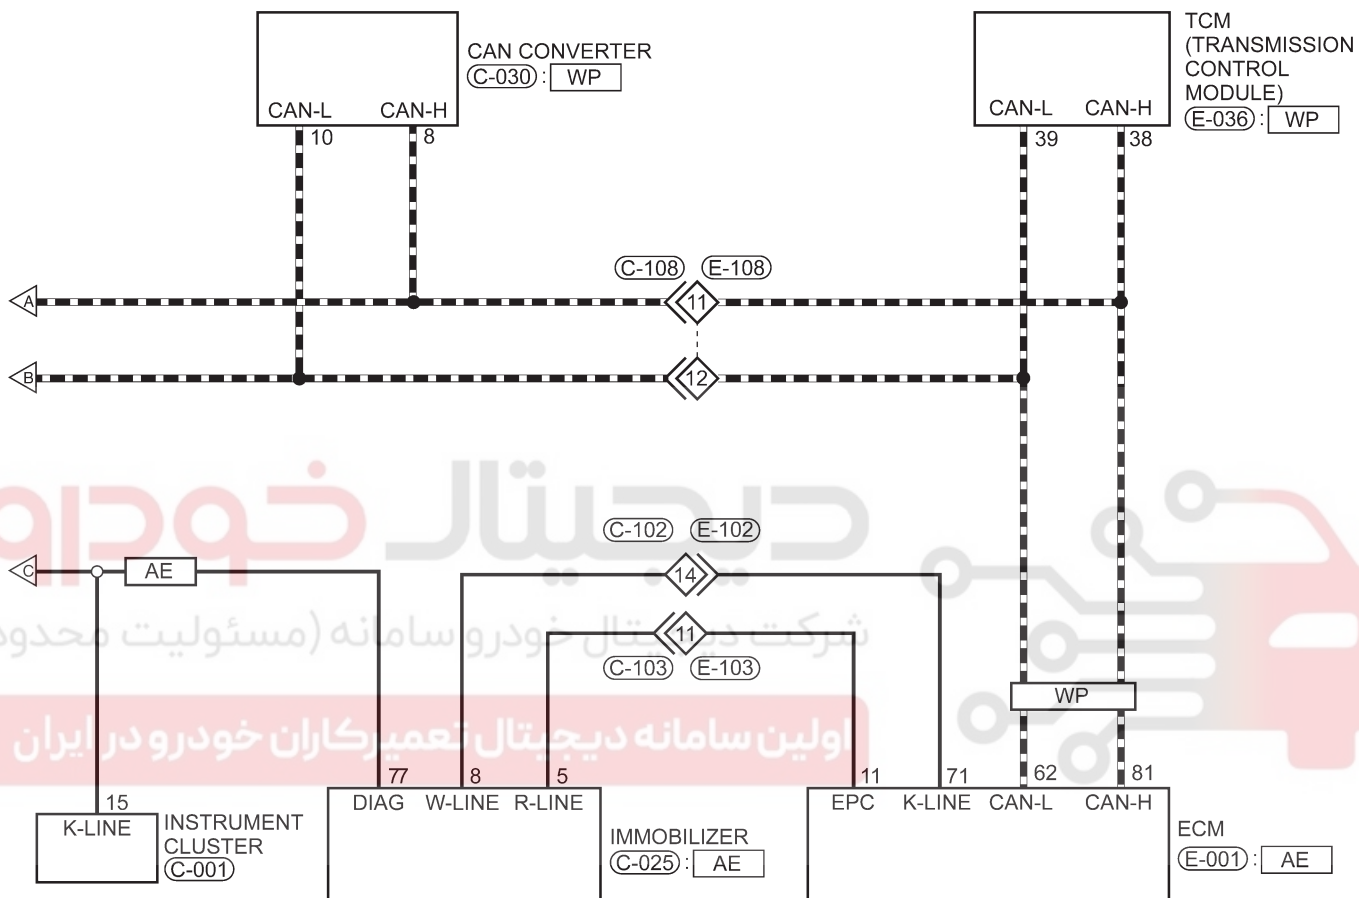 CAN CONVERTER
C-030 : WP
CAN-L CAN-H
10 8
TCM
(TRANSMISSION
CONTROL
MODULE)
E-036 : WP
CAN-L CAN-H
39 38
C-108 E-108
A 11
B 12
دیجیتال خودرو
شرکت دیجیتال خودرو سامانه (مسئولیت محدود
اولین سامانه دیجیتال تعمیرکاران خودرو در ایران
C-102 E-102
C AE 14
11
C-103 E-103
WP
77 8 5 11 71 62 81
DIAG W-LINE R-LINE EPC K-LINE CAN-L CAN-H
15
K-LINE
INSTRUMENT
CLUSTER
C-001
IMMOBILIZER
C-025 : AE
ECM
E-001 : AE